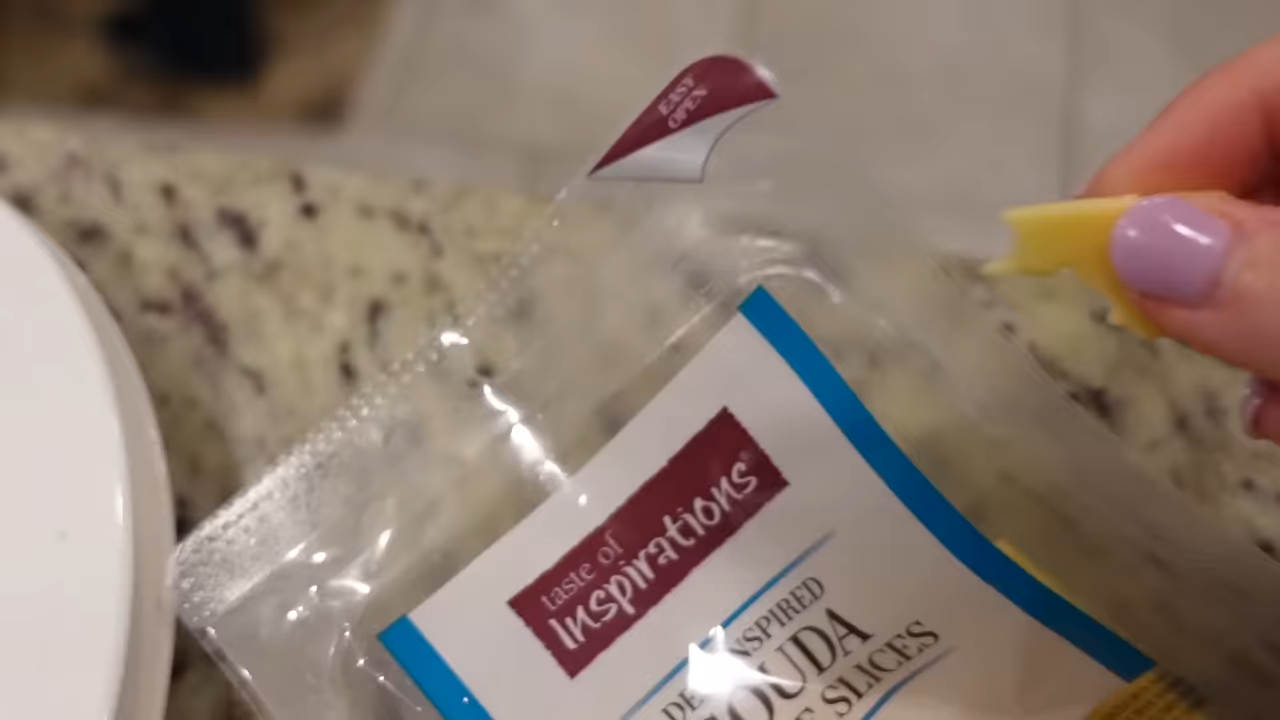 EASY
OPEN
taste of
Inspirations®
INSPIRED
GOUDA
SLICES